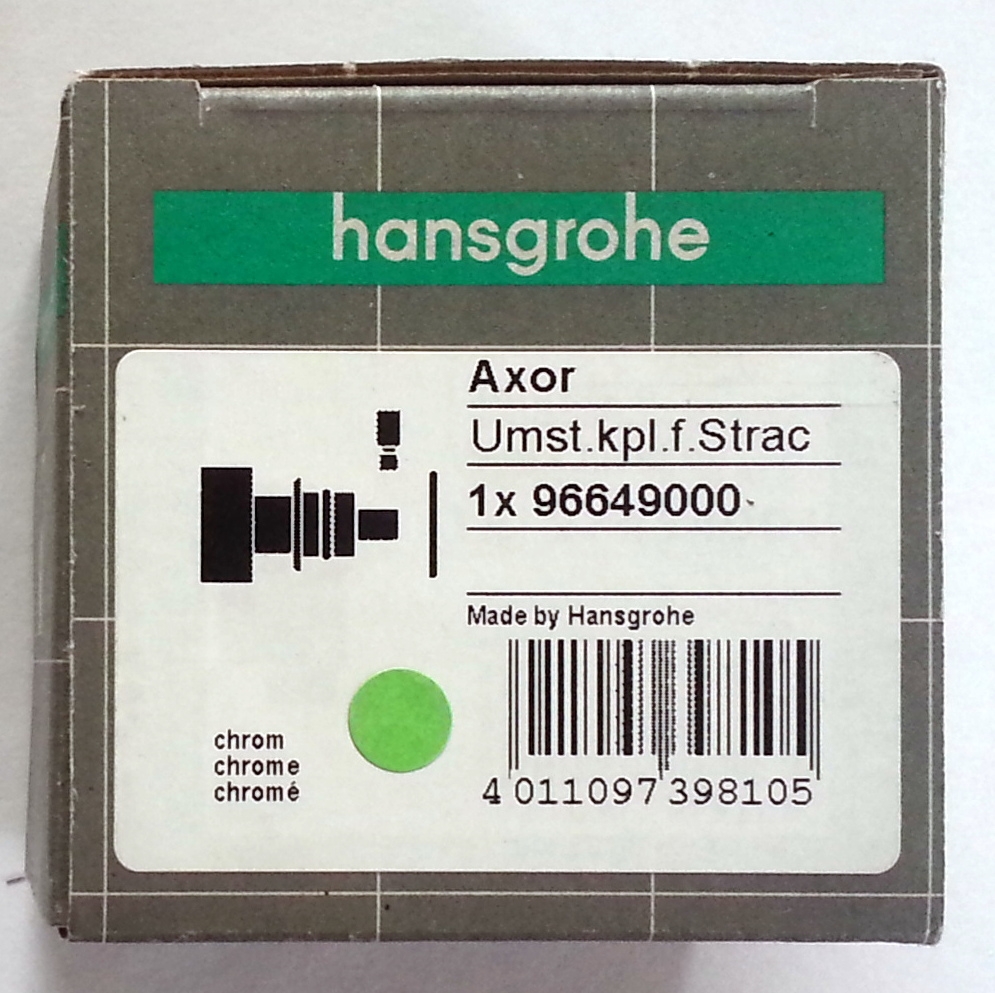 hansgrohe
Axor
Umst.kpl.f.Strac
1x 96649000
Made by Hansgrohe
chrom
chrome
chromé
4 011097 398105